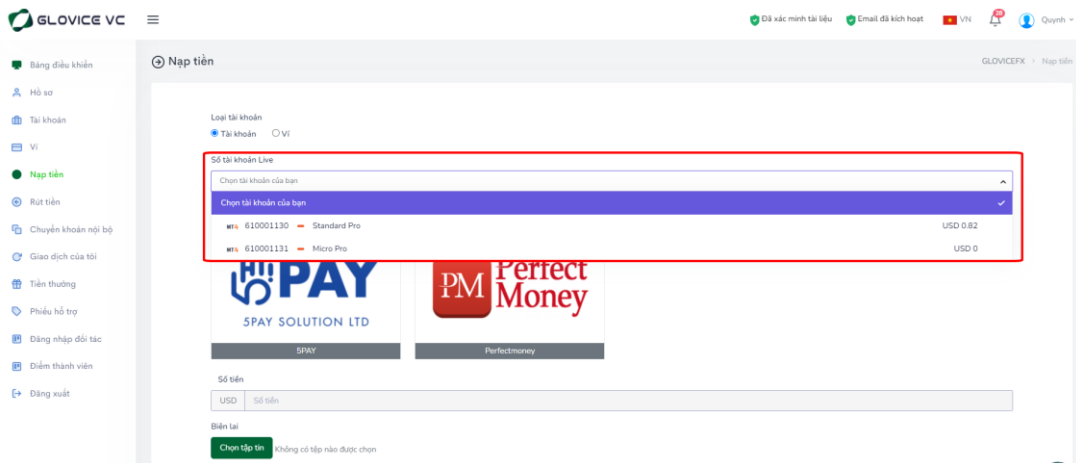 GLOVICE VC
Đã xác minh tài liệu
Email đã kích hoạt
VN
Quynh
Bảng điều khiển
Hồ sơ
Tài khoản
Ví
Nạp tiền
Rút tiền
Chuyển khoản nội bộ
Giao dịch của tôi
Tiền thưởng
Phiếu hỗ trợ
Đăng nhập đối tác
Điểm thành viên
Đăng xuất
Nạp tiền
GLOVICEFX Nạp tiền
Loại tài khoản
Tài khoản Ví
Số tài khoản Live
Chọn tài khoản của bạn
Chọn tài khoản của bạn
610001130 Standard Pro USD 0.82
610001131 Micro Pro USD 0
PAY
5PAY SOLUTION LTD
5PAY
PM Perfect
Money
Perfectmoney
Số tiền
USD Số tiền
Biên lai
Chọn tập tin Không có tệp nào được chọn